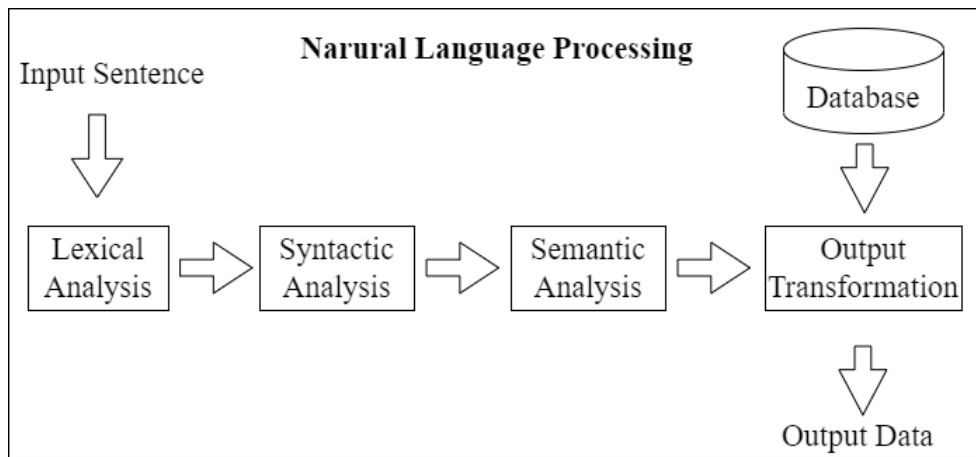 Narural Language Processing
Input Sentence
Database
Lexical
Analysis
Syntactic
Analysis
Semantic
Analysis
Output
Transformation
Output Data